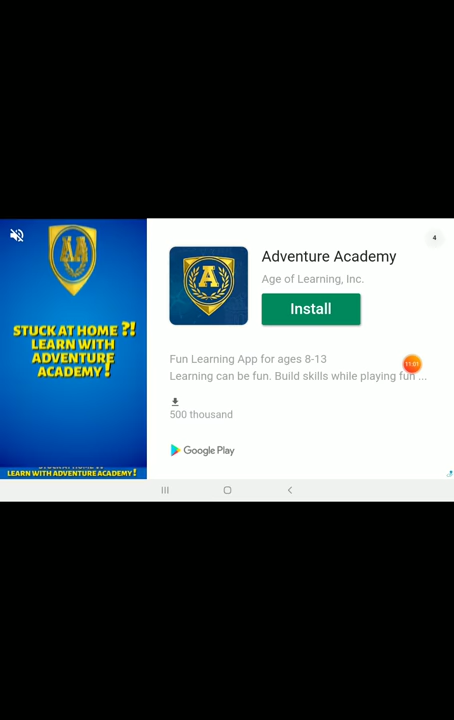 4
Adventure Academy
Age of Learning, Inc.
Install
STUCK AT HOME ?!
LEARN WITH
ADVENTURE
ACADEMY!
A
Fun Learning App for ages 8-13
Learning can be fun. Build skills while playing fun ...
11:01
500 thousand
Google Play
LEARN WITH ADVENTURE ACADEMY!